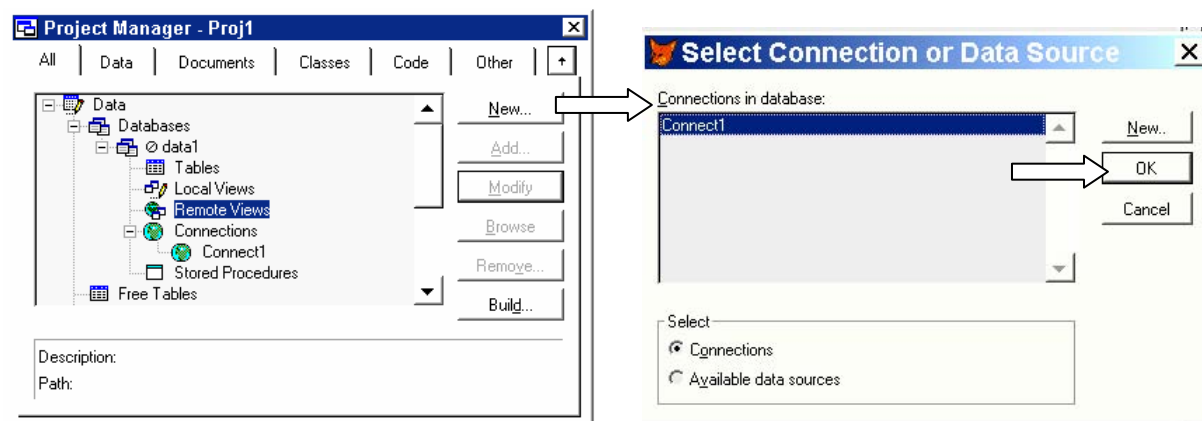 Project Manager - Proj1
All Data Documents Classes Code Other
Data
Databases
data1
Tables
Local Views
Remote Views
Connections
Connect1
Stored Procedures
Free Tables
New...
Add...
Modify
Browse
Remove...
Build...
Description:
Path:
Select Connection or Data Source
Connections in database:
Connect1
New..
OK
Cancel
Select
Connections
Available data sources